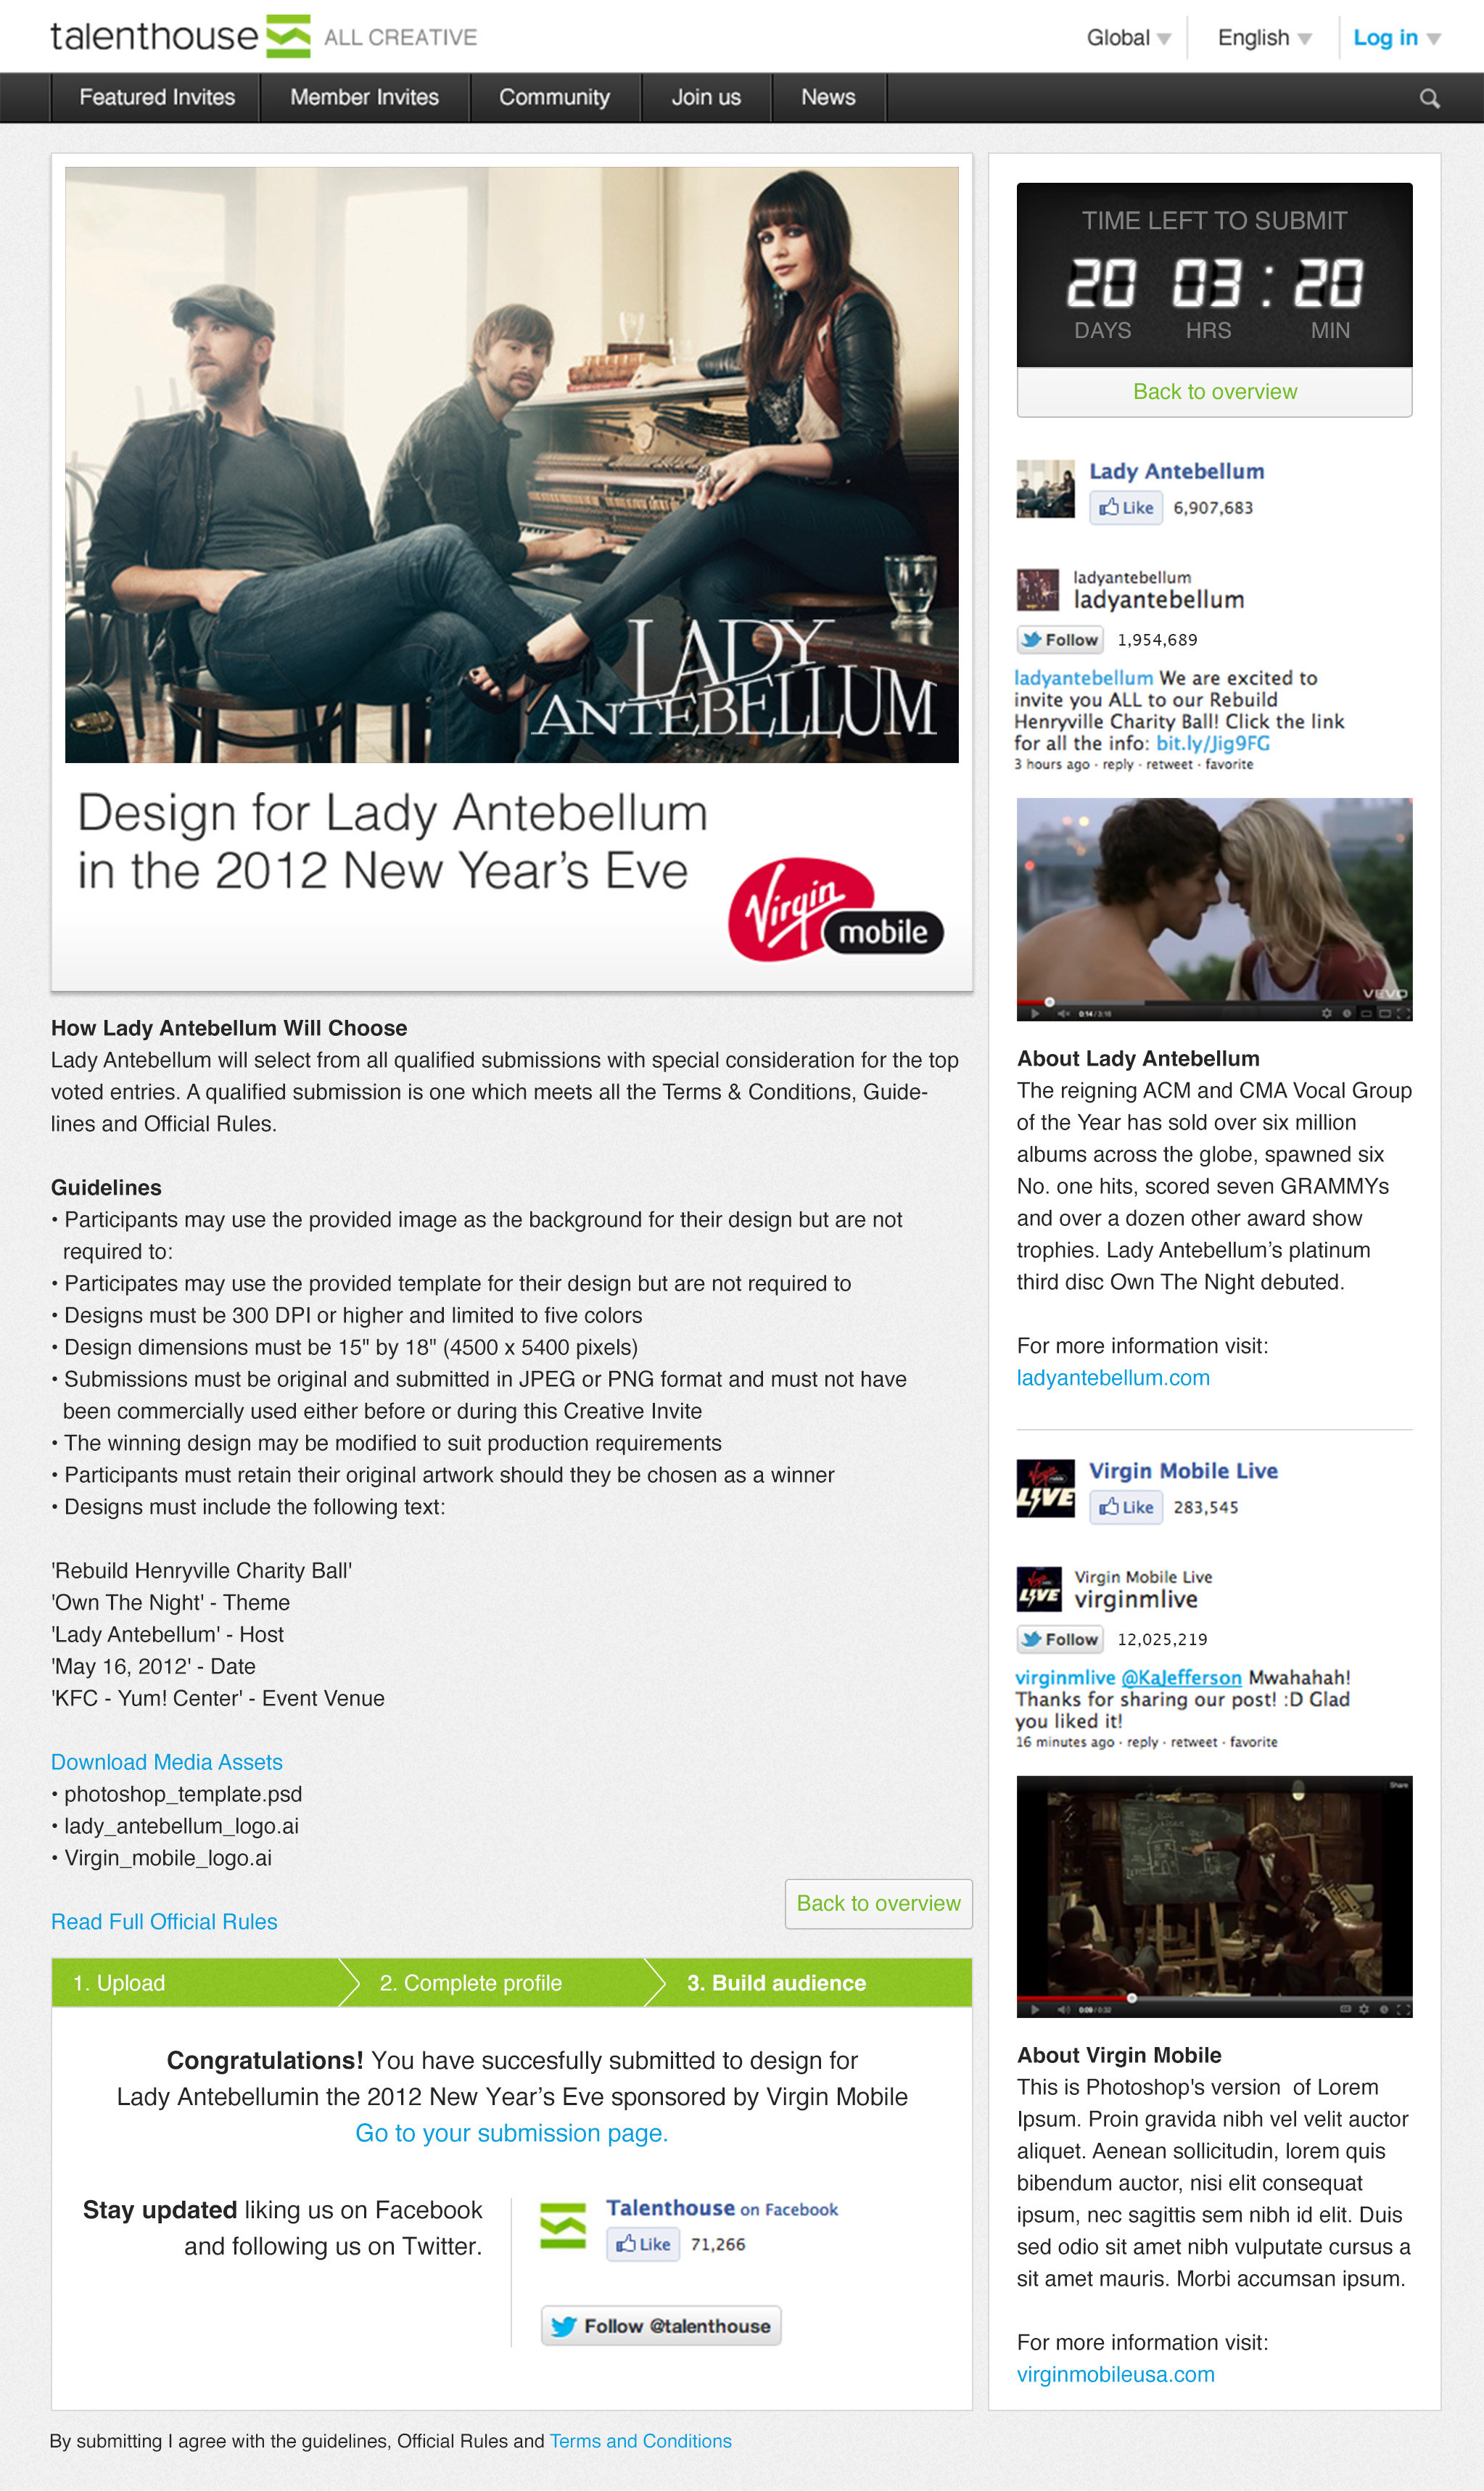 talenthouse ALL CREATIVE
Global English Log in
Featured Invites Member Invites Community Join us News
LADY
ANTEBELLUM
Design for Lady Antebellum
in the 2012 New Year’s Eve
Virgin mobile
How Lady Antebellum Will Choose
Lady Antebellum will select from all qualified submissions with special consideration for the top
voted entries. A qualified submission is one which meets all the Terms & Conditions, Guide-
lines and Official Rules.
Guidelines
• Participants may use the provided image as the background for their design but are not
required to:
• Participates may use the provided template for their design but are not required to
• Designs must be 300 DPI or higher and limited to five colors
• Design dimensions must be 15" by 18" (4500 x 5400 pixels)
• Submissions must be original and submitted in JPEG or PNG format and must not have
been commercially used either before or during this Creative Invite
• The winning design may be modified to suit production requirements
• Participants must retain their original artwork should they be chosen as a winner
• Designs must include the following text:
'Rebuild Henryville Charity Ball'
'Own The Night' - Theme
'Lady Antebellum' - Host
'May 16, 2012' - Date
'KFC - Yum! Center' - Event Venue
Download Media Assets
• photoshop_template.psd
• lady_antebellum_logo.ai
• Virgin_mobile_logo.ai
Read Full Official Rules
Back to overview
1. Upload 2. Complete profile 3. Build audience
Congratulations! You have succesfully submitted to design for
Lady Antebellumin the 2012 New Year’s Eve sponsored by Virgin Mobile
Go to your submission page.
Stay updated liking us on Facebook
and following us on Twitter.
Talenthouse on Facebook
Like 71,266
Follow @talenthouse
By submitting I agree with the guidelines, Official Rules and Terms and Conditions
TIME LEFT TO SUBMIT
20 03 : 20
DAYS HRS MIN
Back to overview
Lady Antebellum
Like 6,907,683
ladyantebellum
ladyantebellum
Follow 1,954,689
ladyantebellum We are excited to
invite you ALL to our Rebuild
Henryville Charity Ball! Click the link
for all the info: bit.ly/Jig9FG
3 hours ago · reply · retweet · favorite
VEVO
0:14 / 3:16
About Lady Antebellum
The reigning ACM and CMA Vocal Group
of the Year has sold over six million
albums across the globe, spawned six
No. one hits, scored seven GRAMMYs
and over a dozen other award show
trophies. Lady Antebellum’s platinum
third disc Own The Night debuted.
For more information visit:
ladyantebellum.com
Virgin Mobile Live
Like 283,545
Virgin Mobile Live
virginmlive
Follow 12,025,219
virginmlive @KaJefferson Mwahahah!
Thanks for sharing our post! :D Glad
you liked it!
16 minutes ago · reply · retweet · favorite
Share
0:09 / 0:32
About Virgin Mobile
This is Photoshop's version of Lorem
Ipsum. Proin gravida nibh vel velit auctor
aliquet. Aenean sollicitudin, lorem quis
bibendum auctor, nisi elit consequat
ipsum, nec sagittis sem nibh id elit. Duis
sed odio sit amet nibh vulputate cursus a
sit amet mauris. Morbi accumsan ipsum.
For more information visit:
virginmobileusa.com